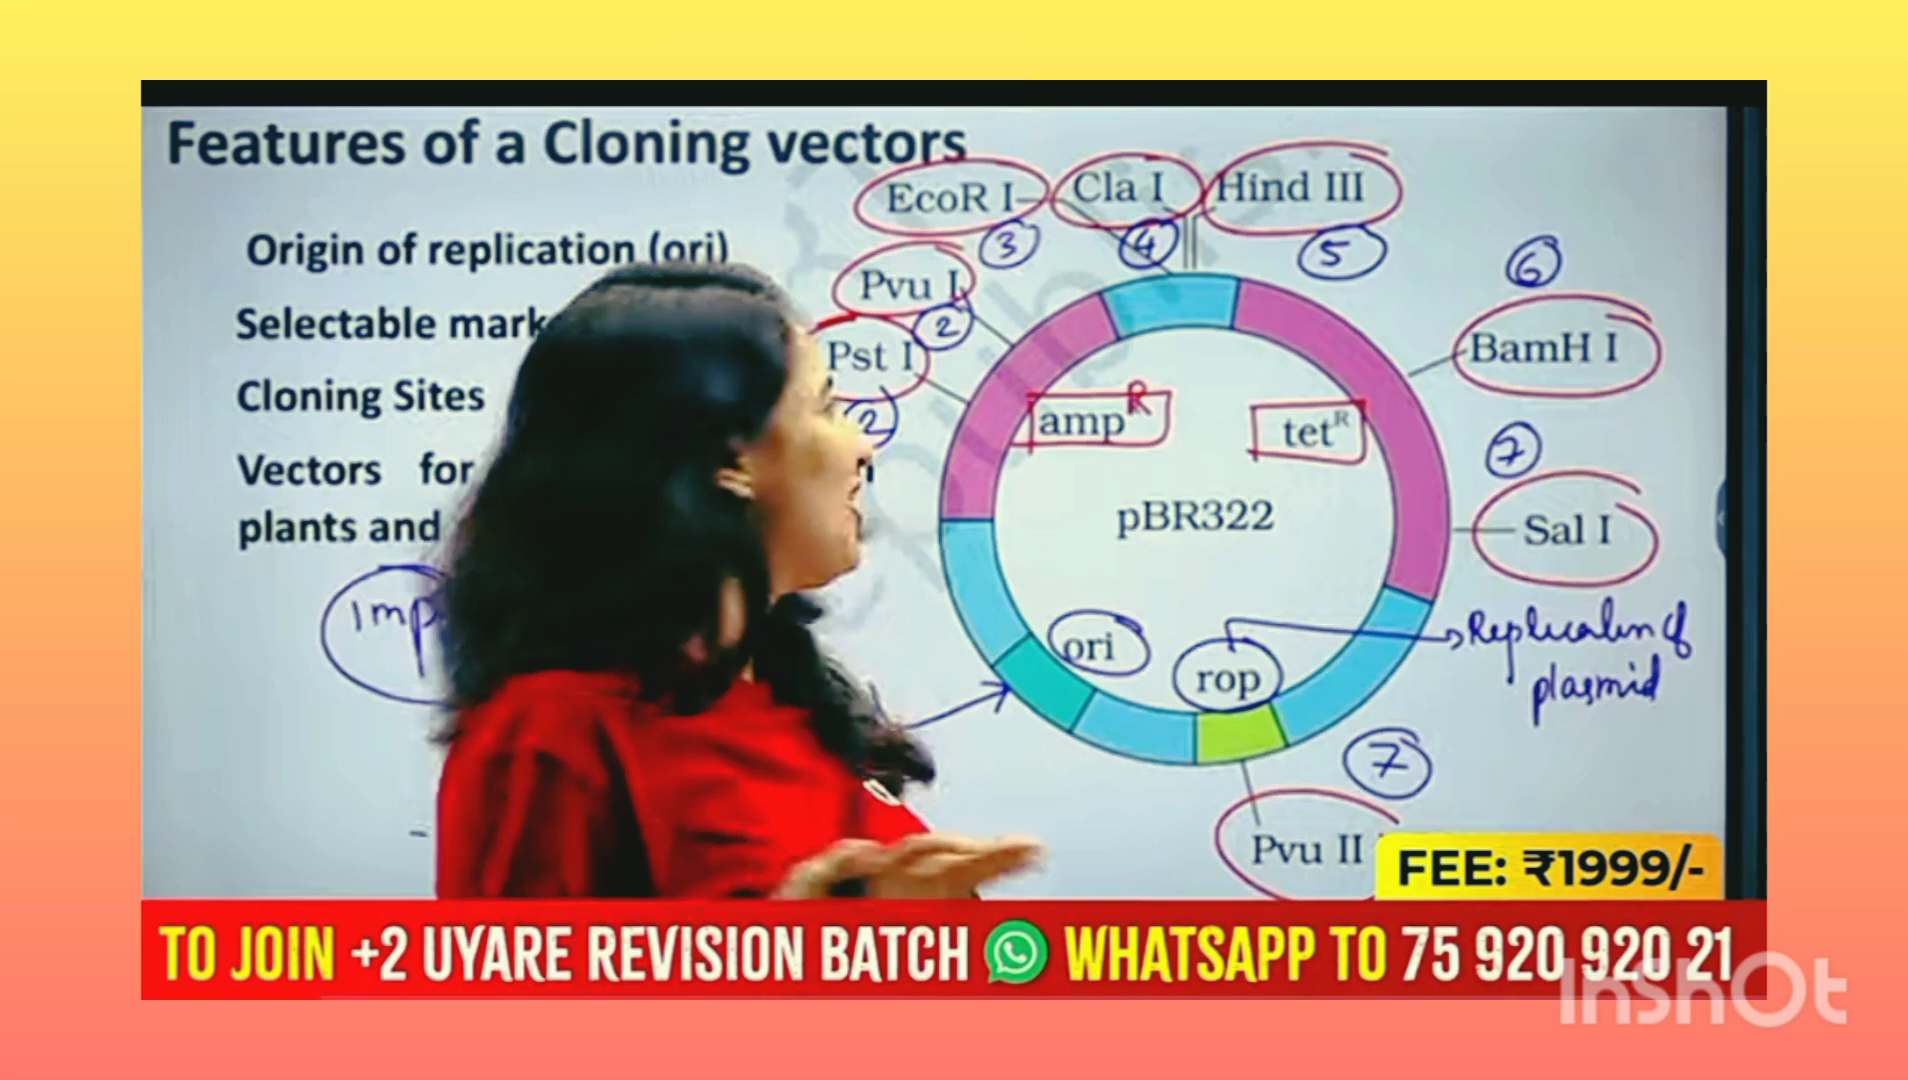 Features of a Cloning vectors
Origin of replication (ori)
Selectable mark
Cloning Sites
Vectors for
plants and
Imp
EcoR I
Cla I
Hind III
3
4
5
6
Pvu I
2
Pst I
2
BamH I
amp R
tet R
7
pBR322
Sal I
ori
rop
Replication of
plasmid
7
Pvu II
FEE: ₹1999/-
TO JOIN +2 UYARE REVISION BATCH WHATSAPP TO 75 920 920 21
InShOt